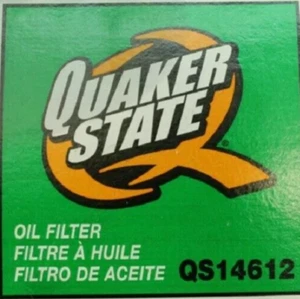 QUAKER
STATE®
OIL FILTER
FILTRE À HUILE
FILTRO DE ACEITE QS14612